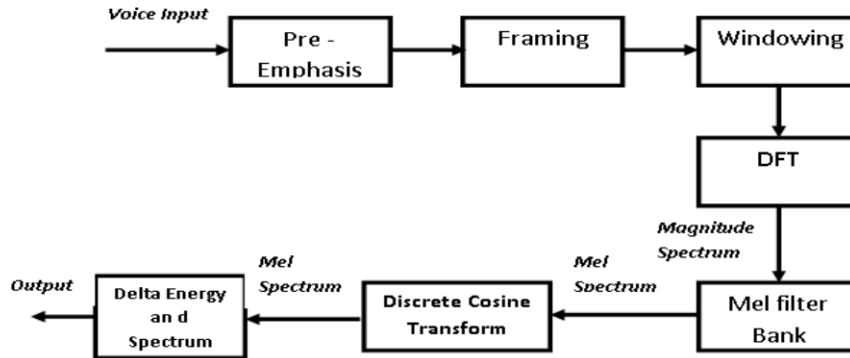 Voice Input
Pre -
Emphasis
Framing
Windowing
DFT
Magnitude
Spectrum
Mel filter
Bank
Mel
Spectrum
Discrete Cosine
Transform
Mel
Spectrum
Delta Energy
an d
Spectrum
Output